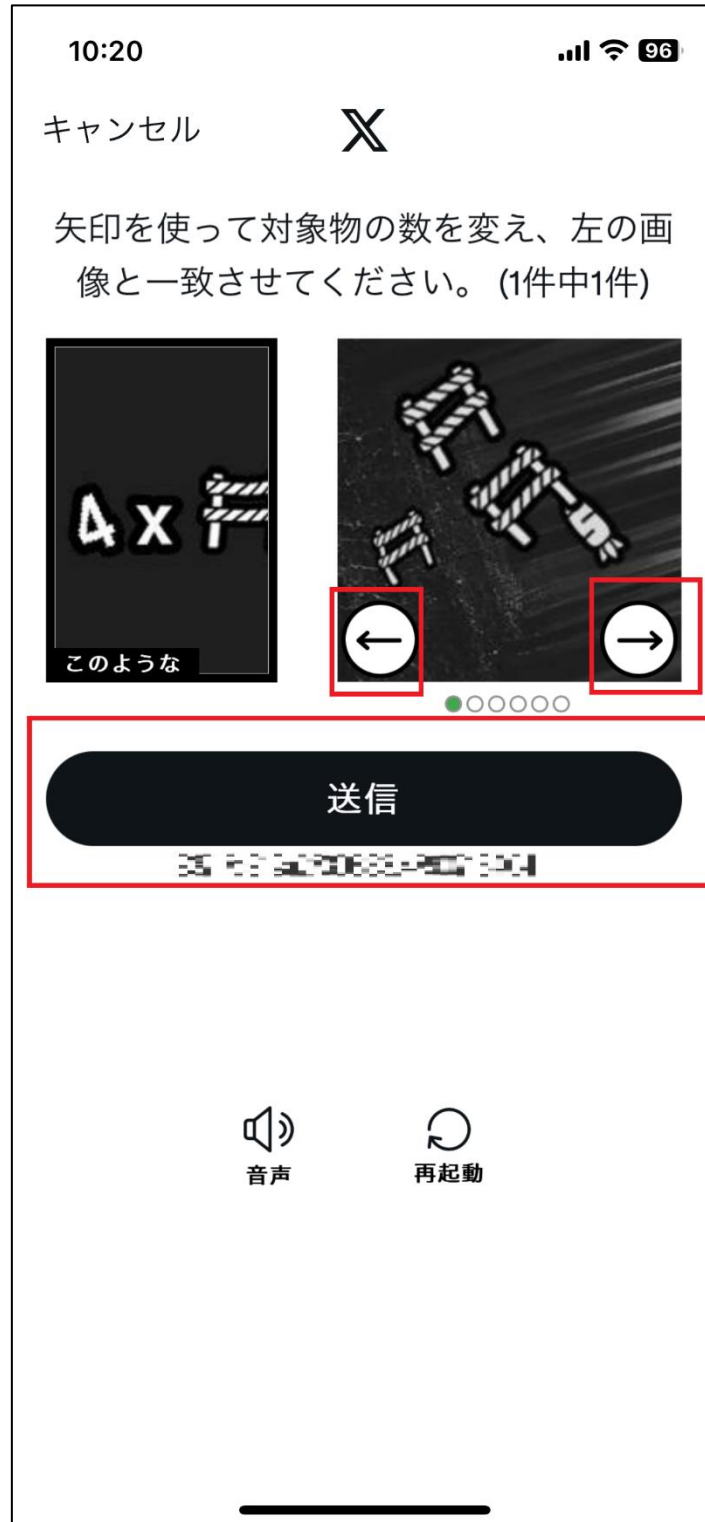 10:20
96
キャンセル
X
矢印を使って対象物の数を変え、左の画
像と一致させてください。 (1件中1件)
4 x
5
このような
送信
音声
再起動